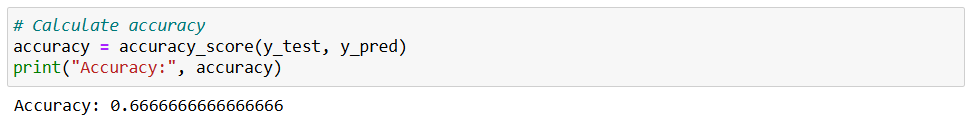 # Calculate accuracy
accuracy = accuracy_score(y_test, y_pred)
print("Accuracy:", accuracy)
Accuracy: 0.6666666666666666